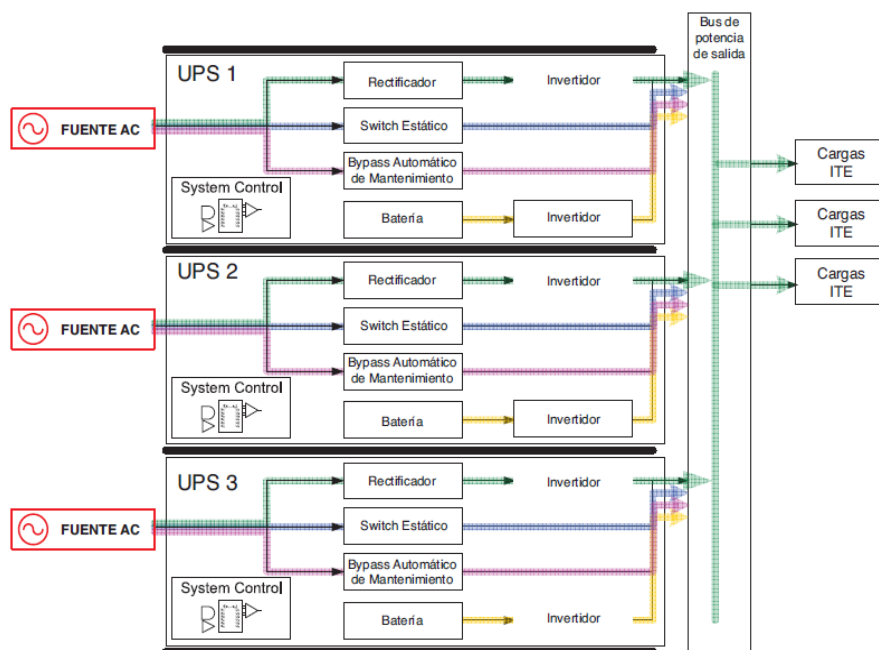 Bus de
potencia
de salida
UPS 1
Rectificador
Invertidor
FUENTE AC
Switch Estático
Bypass Automático
de Mantenimiento
System Control
Batería
Invertidor
Cargas
ITE
Cargas
ITE
Cargas
ITE
UPS 2
Rectificador
Invertidor
FUENTE AC
Switch Estático
Bypass Automático
de Mantenimiento
System Control
Batería
Invertidor
UPS 3
Rectificador
Invertidor
FUENTE AC
Switch Estático
Bypass Automático
de Mantenimiento
System Control
Batería
Invertidor